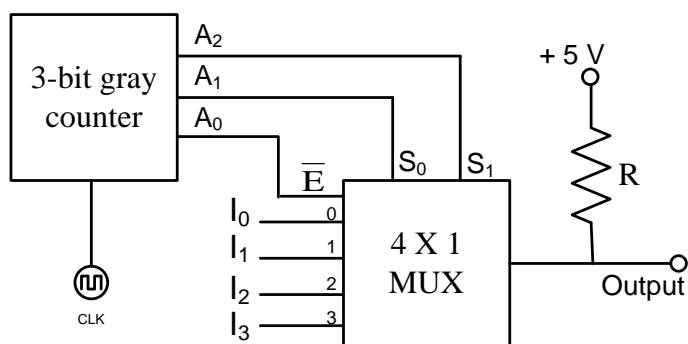 3-bit gray
counter
A₂
A₁
A₀
CLK
E̅
S₀
S₁
I₀
I₁
I₂
I₃
0
1
2
3
4 X 1
MUX
+ 5 V
R
Output